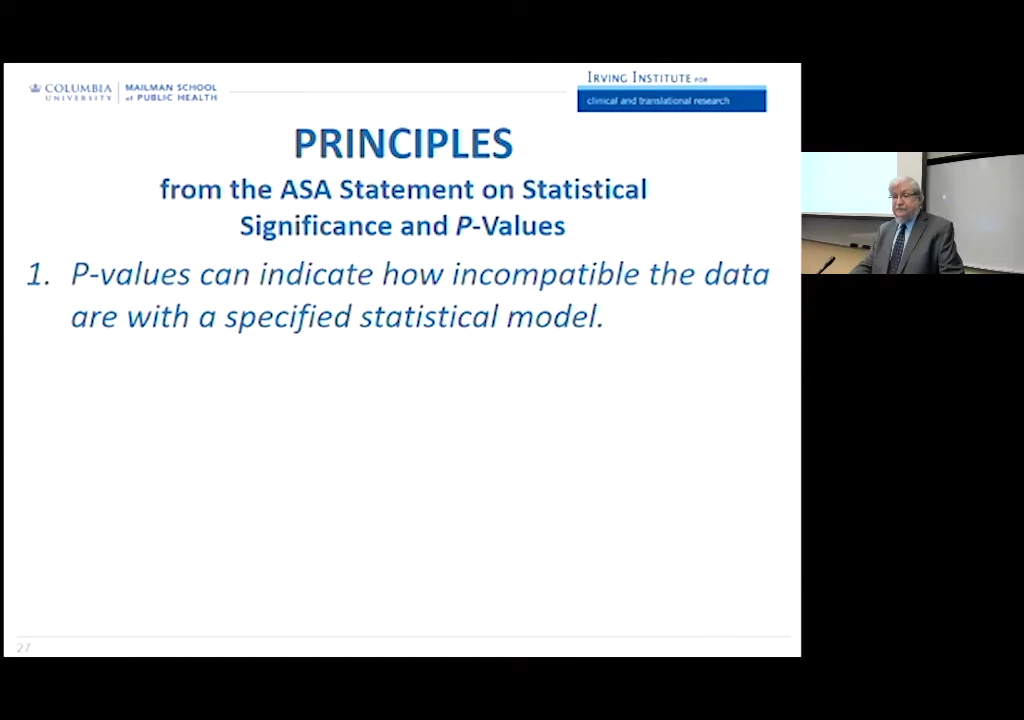 COLUMBIA UNIVERSITY
MAILMAN SCHOOL
of PUBLIC HEALTH
IRVING INSTITUTE FOR
clinical and translational research
PRINCIPLES
from the ASA Statement on Statistical
Significance and P-Values
1. P-values can indicate how incompatible the data
are with a specified statistical model.
27